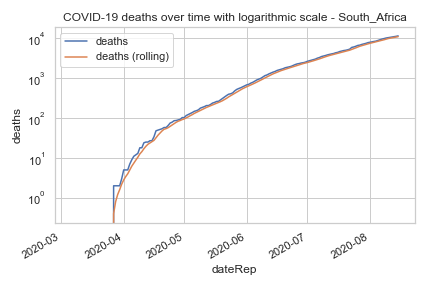 COVID-19 deaths over time with logarithmic scale - South_Africa
deaths
deaths (rolling)
10⁴
10³
10²
10¹
10⁰
deaths
2020-03
2020-04
2020-05
2020-06
2020-07
2020-08
dateRep